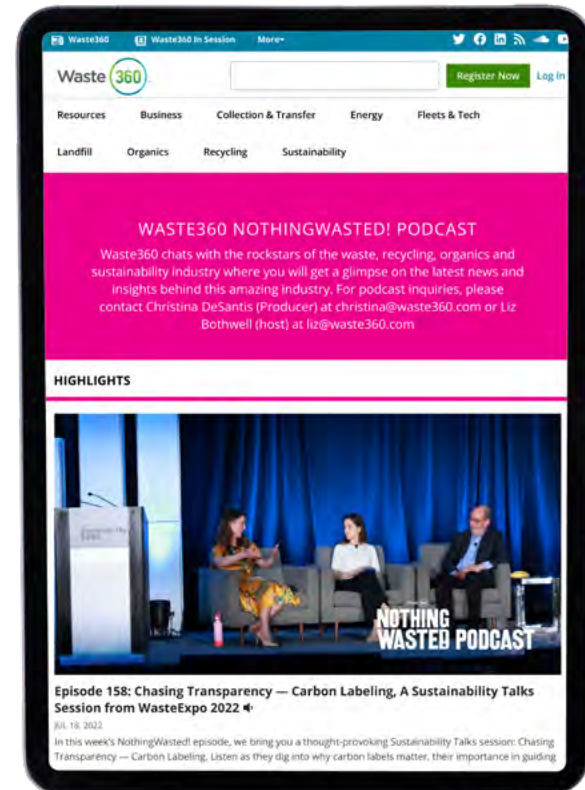 Waste360
Waste360 In Session
More
Waste 360
Register Now
Log In
Resources
Business
Collection & Transfer
Energy
Fleets & Tech
Landfill
Organics
Recycling
Sustainability
WASTE360 NOTHINGWASTED! PODCAST
Waste360 chats with the rockstars of the waste, recycling, organics and
sustainability industry where you will get a glimpse on the latest news and
insights behind this amazing industry. For podcast inquiries, please
contact Christina DeSantis (Producer) at christina@waste360.com or Liz
Bothwell (host) at liz@waste360.com
HIGHLIGHTS
NOTHING
WASTED PODCAST
Episode 158: Chasing Transparency — Carbon Labeling, A Sustainability Talks
Session from WasteExpo 2022
JUL 18, 2022
In this week's NothingWasted! episode, we bring you a thought-provoking Sustainability Talks session: Chasing
Transparency — Carbon Labeling. Listen as they dig into why carbon labels matter, their importance in guiding